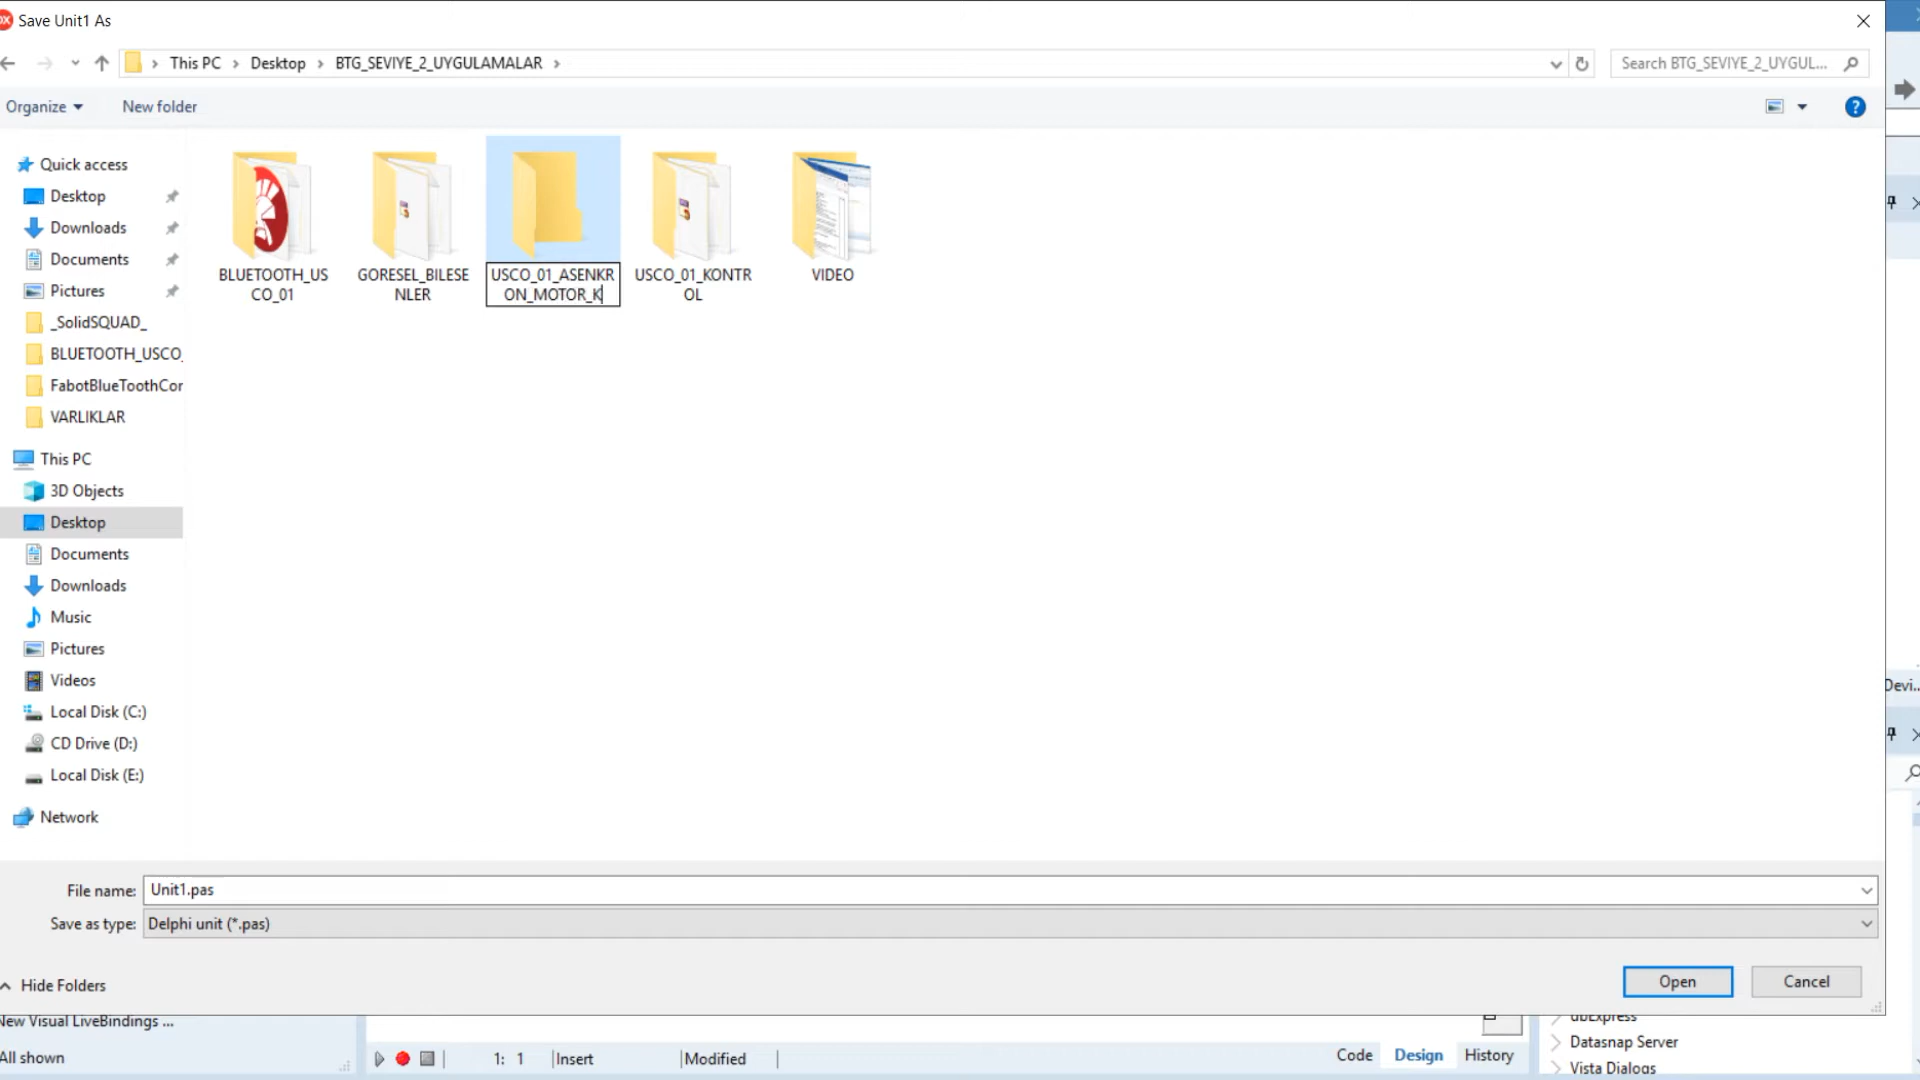 Save Unit1 As
This PC
Desktop
BTG_SEVIYE_2_UYGULAMALAR
Search BTG_SEVIYE_2_UYGUL...
Organize
New folder
Quick access
Desktop
Downloads
Documents
Pictures
_SolidSQUAD_
BLUETOOTH_USCO_
FabotBlueToothCor
VARLIKLAR
This PC
3D Objects
Desktop
Documents
Downloads
Music
Pictures
Videos
Local Disk (C:)
CD Drive (D:)
Local Disk (E:)
Network
BLUETOOTH_US
CO_01
GORESEL_BILESE
NLER
USCO_01_ASENKR
ON_MOTOR_K
USCO_01_KONTR
OL
VIDEO
Devi...
File name: Unit1.pas
Save as type: Delphi unit (*.pas)
Hide Folders
Open
Cancel
New Visual LiveBindings ...
All shown
1: 1
Insert
Modified
Code
Design
History
dbExpress
Datasnap Server
Vista Dialogs